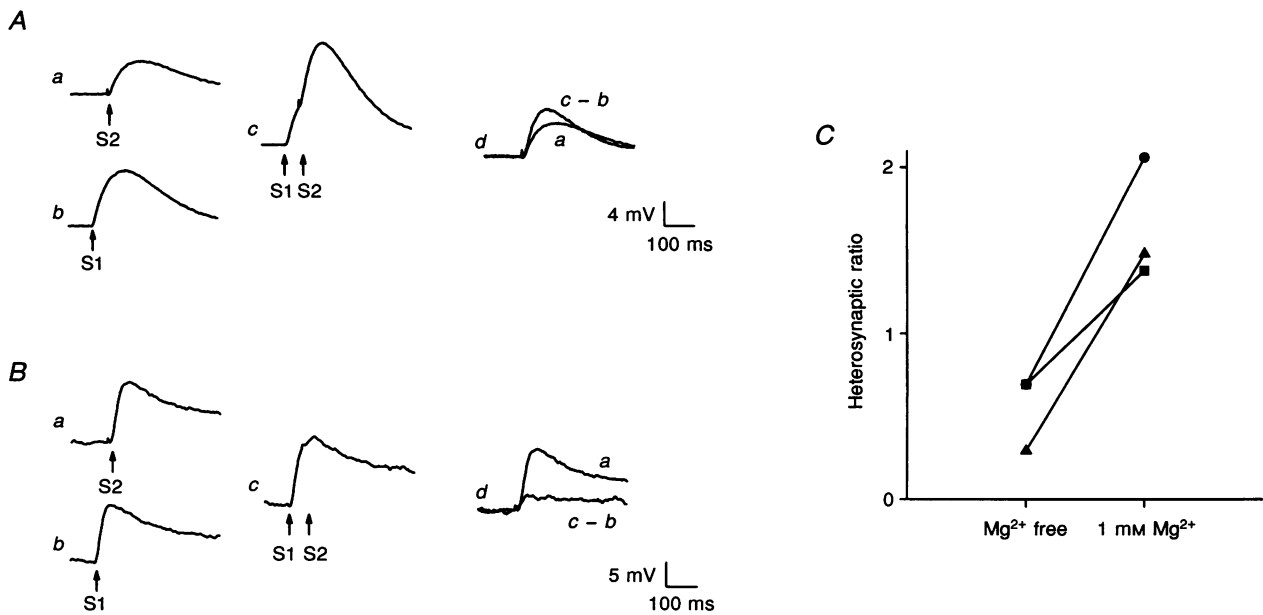 A
a
S2
b
S1
c
S1 S2
d
c – b
a
4 mV
100 ms
B
a
S2
b
S1
c
S1 S2
d
a
c – b
5 mV
100 ms
C
Heterosynaptic ratio
2
1
0
Mg²⁺ free
1 mM Mg²⁺